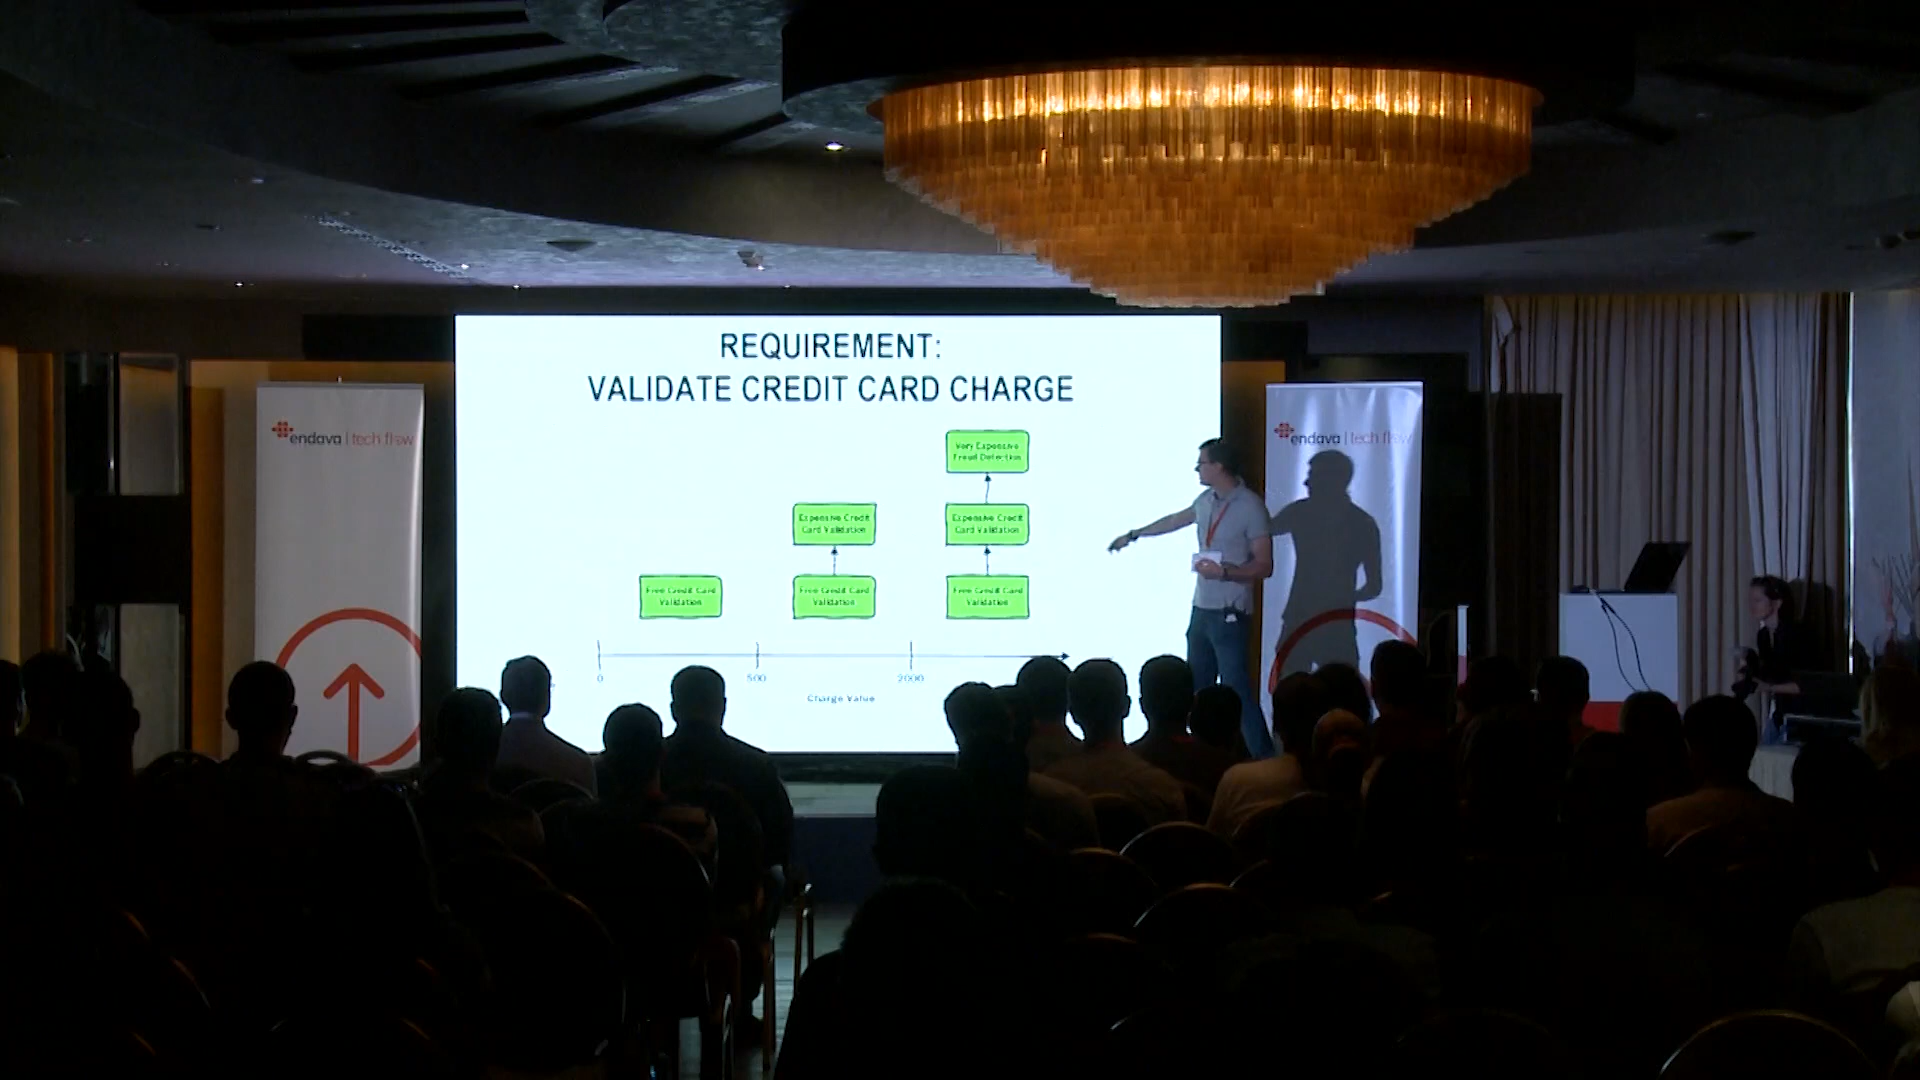 REQUIREMENT:
VALIDATE CREDIT CARD CHARGE
Very Expensive
Fraud Detection
Expensive Credit
Card Validation
Expensive Credit
Card Validation
Free Credit Card
Validation
Free Credit Card
Validation
Free Credit Card
Validation
0
500
2000
Charge Value
endava | tech flow
endava | tech flow